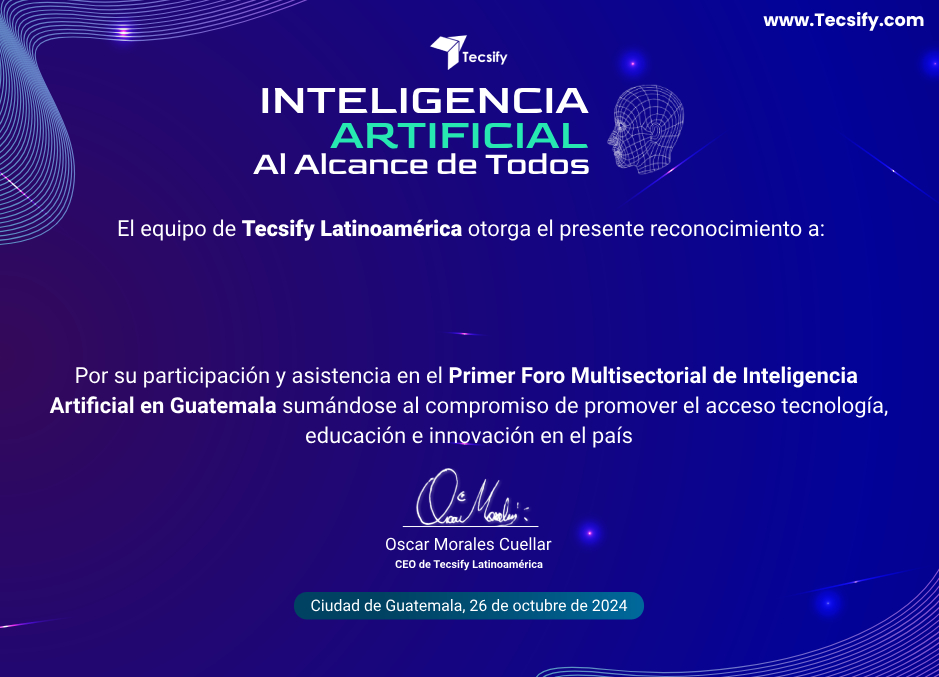 www.Tecsify.com
Tecsify
INTELIGENCIA
ARTIFICIAL
Al Alcance de Todos
El equipo de Tecsify Latinoamérica otorga el presente reconocimiento a:
Por su participación y asistencia en el Primer Foro Multisectorial de Inteligencia
Artificial en Guatemala sumándose al compromiso de promover el acceso tecnología,
educación e innovación en el país
Oscar Morales Cuellar
CEO de Tecsify Latinoamérica
Ciudad de Guatemala, 26 de octubre de 2024